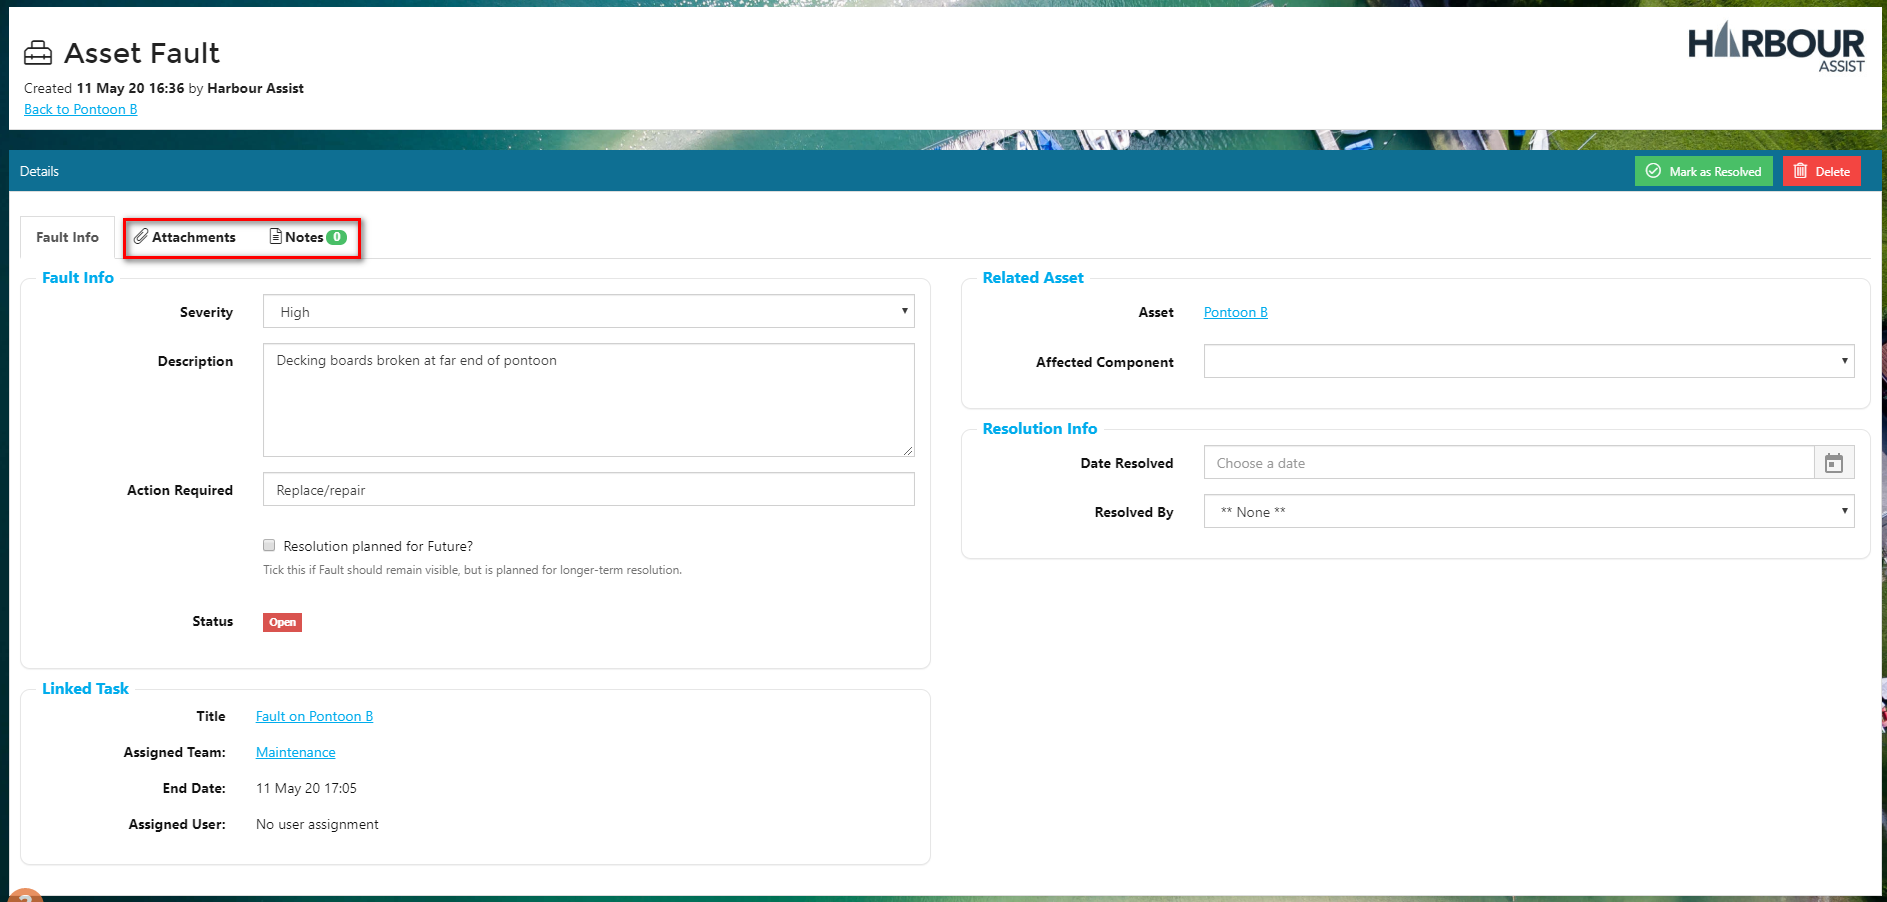 Asset Fault
HARBOUR
ASSIST
Created 11 May 20 16:36 by Harbour Assist
Back to Pontoon B
Details
Mark as Resolved
Delete
Fault Info
Attachments
Notes 0
Fault Info
Severity
High
Description
Decking boards broken at far end of pontoon
Action Required
Replace/repair
Resolution planned for Future?
Tick this if Fault should remain visible, but is planned for longer-term resolution.
Status
Open
Linked Task
Title
Fault on Pontoon B
Assigned Team:
Maintenance
End Date:
11 May 20 17:05
Assigned User:
No user assignment
Related Asset
Asset
Pontoon B
Affected Component
Resolution Info
Date Resolved
Choose a date
Resolved By
** None **
?